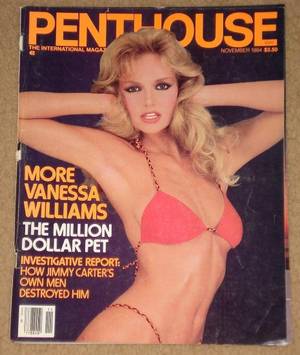 PENTHOUSE
THE INTERNATIONAL MAGAZ
NOVEMBER 1984 $3.50
MORE
VANESSA
WILLIAMS
THE MILLION
DOLLAR PET
INVESTIGATIVE REPORT:
HOW JIMMY CARTER'S
OWN MEN
DESTROYED HIM